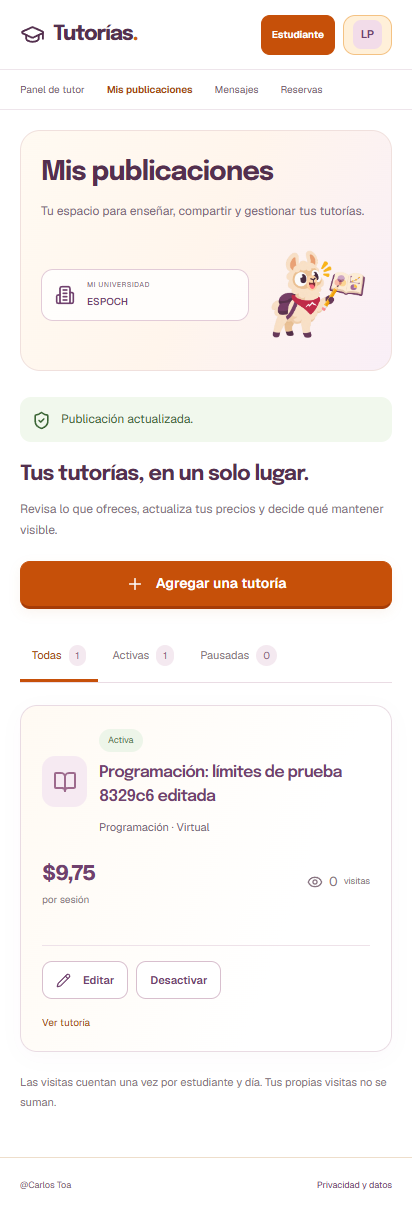 Tutorías.
Estudiante
LP
Panel de tutor
Mis publicaciones
Mensajes
Reservas
Mis publicaciones
Tu espacio para enseñar, compartir y gestionar tus tutorías.
MI UNIVERSIDAD
ESPOCH
Publicación actualizada.
Tus tutorías, en un solo lugar.
Revisa lo que ofreces, actualiza tus precios y decide qué mantener
visible.
Agregar una tutoría
Todas 1
Activas 1
Pausadas 0
Activa
Programación: límites de prueba
8329c6 editada
Programación · Virtual
$9,75
por sesión
0 visitas
Editar
Desactivar
Ver tutoría
Las visitas cuentan una vez por estudiante y día. Tus propias visitas no se
suman.
@Carlos Toa
Privacidad y datos